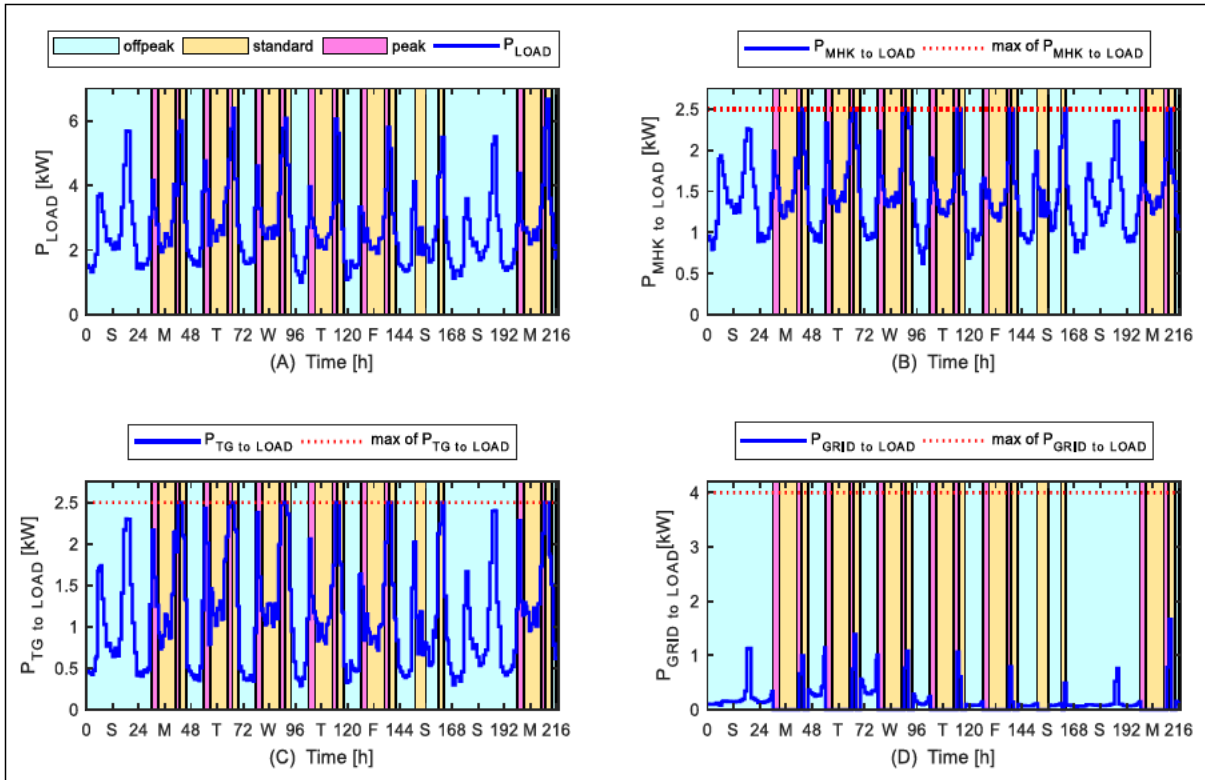 offpeak standard peak P_LOAD
P_MHK to LOAD max of P_MHK to LOAD
P_LOAD [kW]
6
4
2
0
0 S 24 M 48 T 72 W 96 T 120 F 144 S 168 S 192 M 216
(A) Time [h]
P_MHK to LOAD [kW]
2.5
2
1.5
1
0.5
0
0 S 24 M 48 T 72 W 96 T 120 F 144 S 168 S 192 M 216
(B) Time [h]
P_TG to LOAD max of P_TG to LOAD
P_GRID to LOAD max of P_GRID to LOAD
P_TG to LOAD [kW]
2.5
2
1.5
1
0.5
0
0 S 24 M 48 T 72 W 96 T 120 F 144 S 168 S 192 M 216
(C) Time [h]
P_GRID to LOAD[kW]
4
3
2
1
0
0 S 24 M 48 T 72 W 96 T 120 F 144 S 168 S 192 M 216
(D) Time [h]